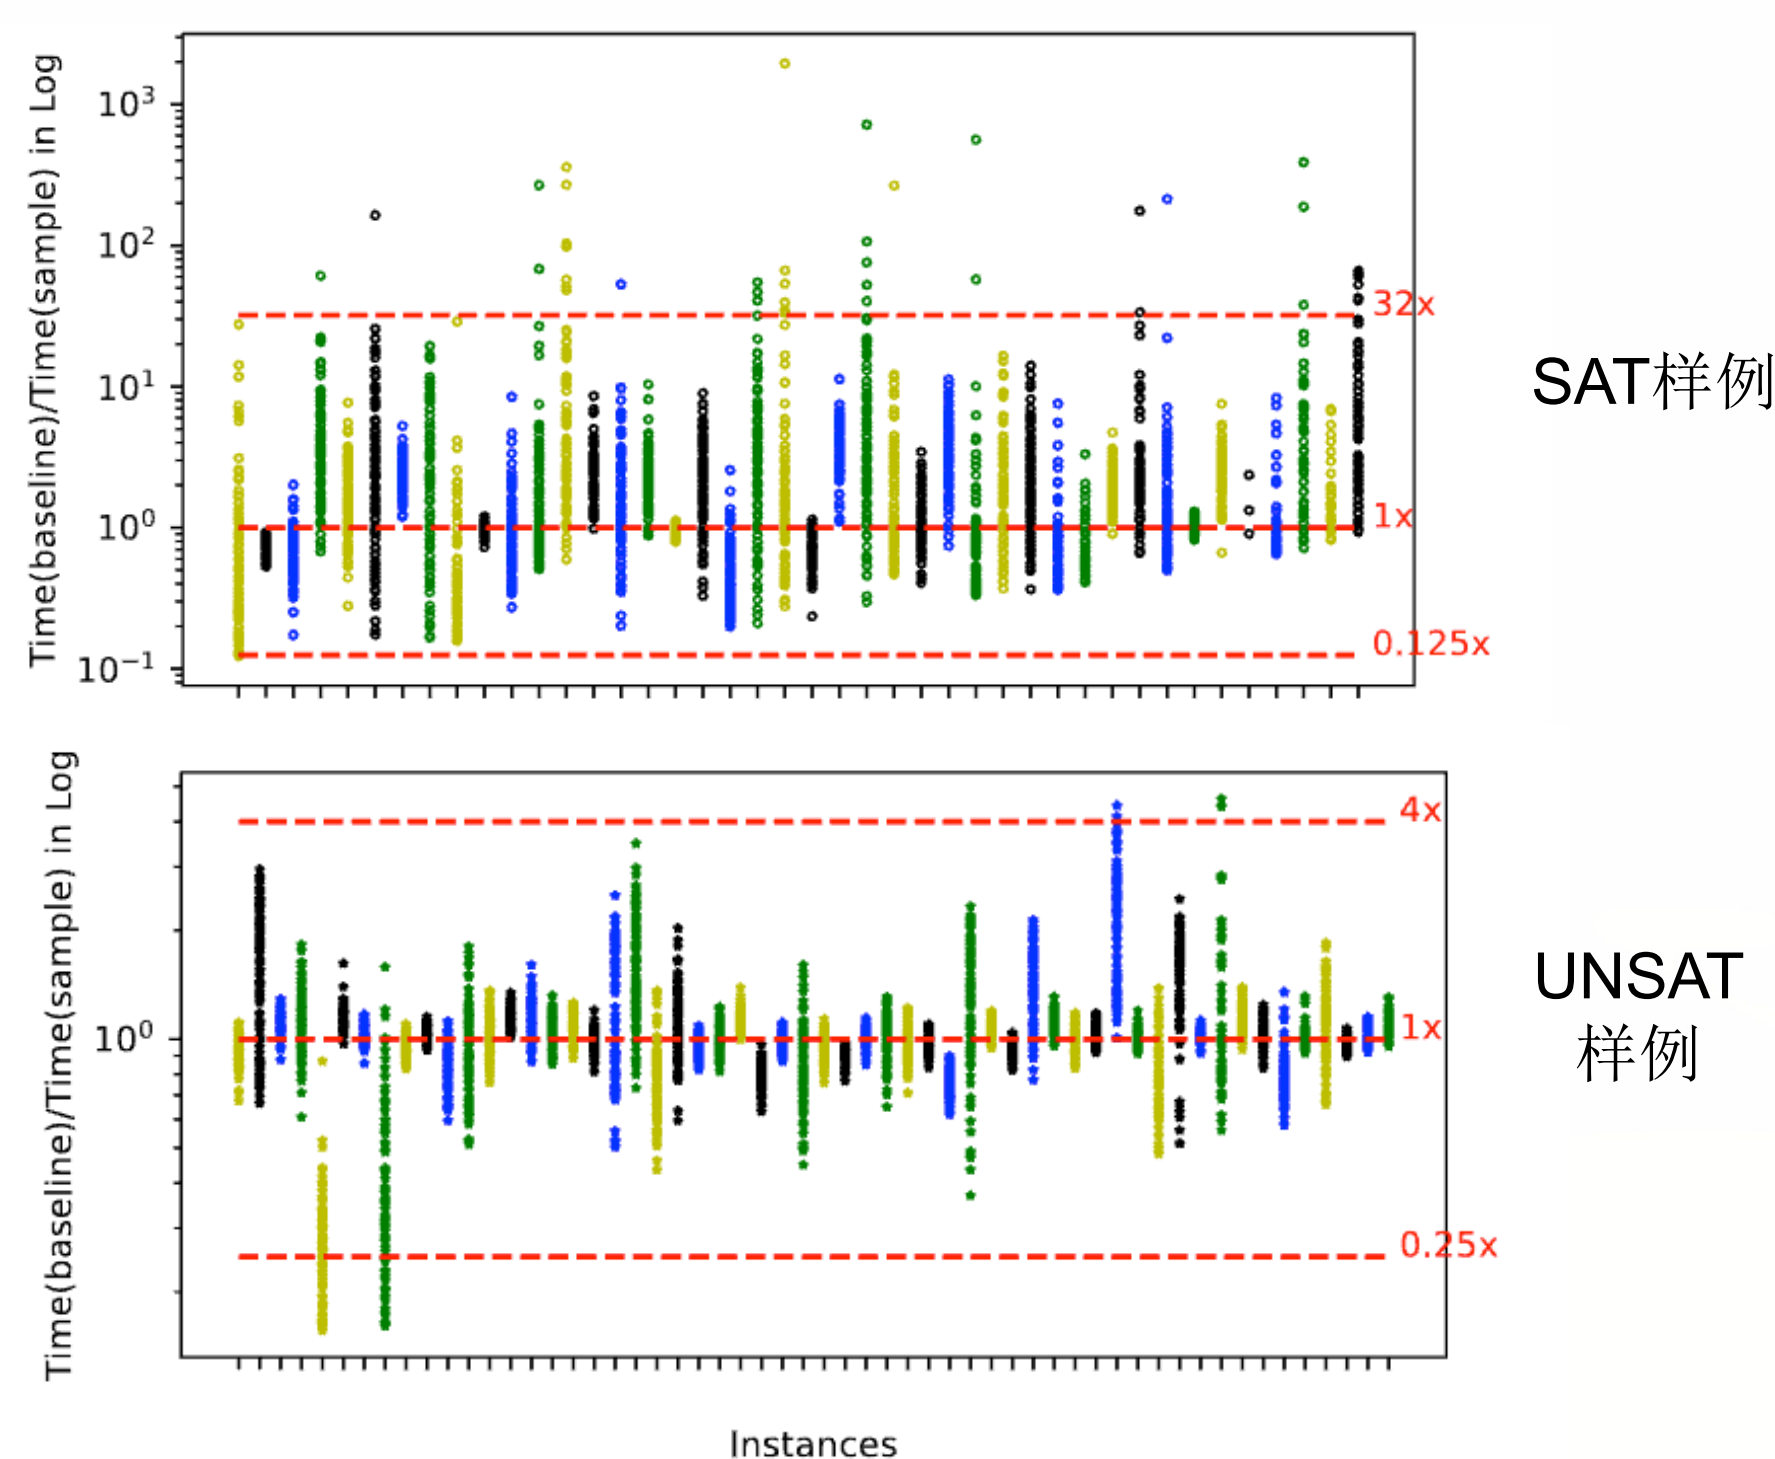 Time(baseline)/Time(sample) in Log
10³
10²
10¹
10⁰
10⁻¹
32x
1x
0.125x
SAT样例
Time(baseline)/Time(sample) in Log
10⁰
4x
1x
0.25x
UNSAT
样例
Instances